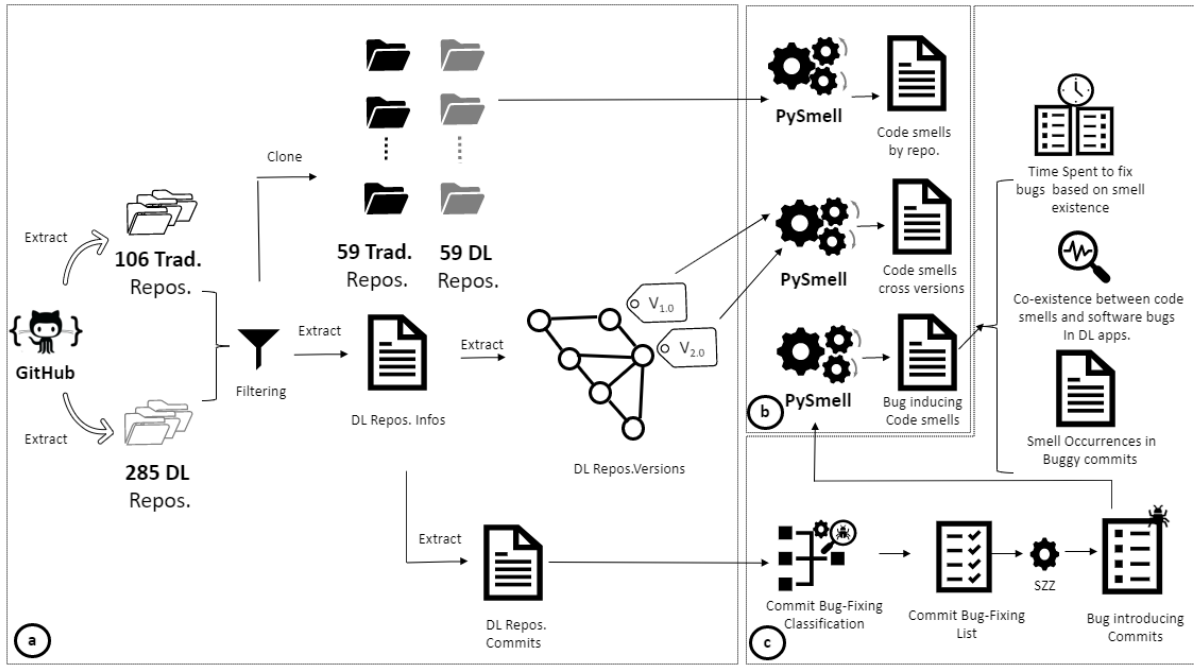 Extract
106 Trad.
Repos.
GitHub
Extract
285 DL
Repos.
Filtering
Clone
59 Trad.
Repos.
59 DL
Repos.
Extract
DL Repos. Infos
Extract
V1.0
V2.0
DL Repos.Versions
Extract
DL Repos.
Commits
a
PySmell
Code smells
by repo.
PySmell
Code smells
cross versions
PySmell
Bug inducing
Code smells
b
Time Spent to fix
bugs based on smell
existence
Co-existence between code
smells and software bugs
In DL apps.
Smell Occurrences in
Buggy commits
Commit Bug-Fixing
Classification
Commit Bug-Fixing
List
SZZ
Bug introducing
Commits
c